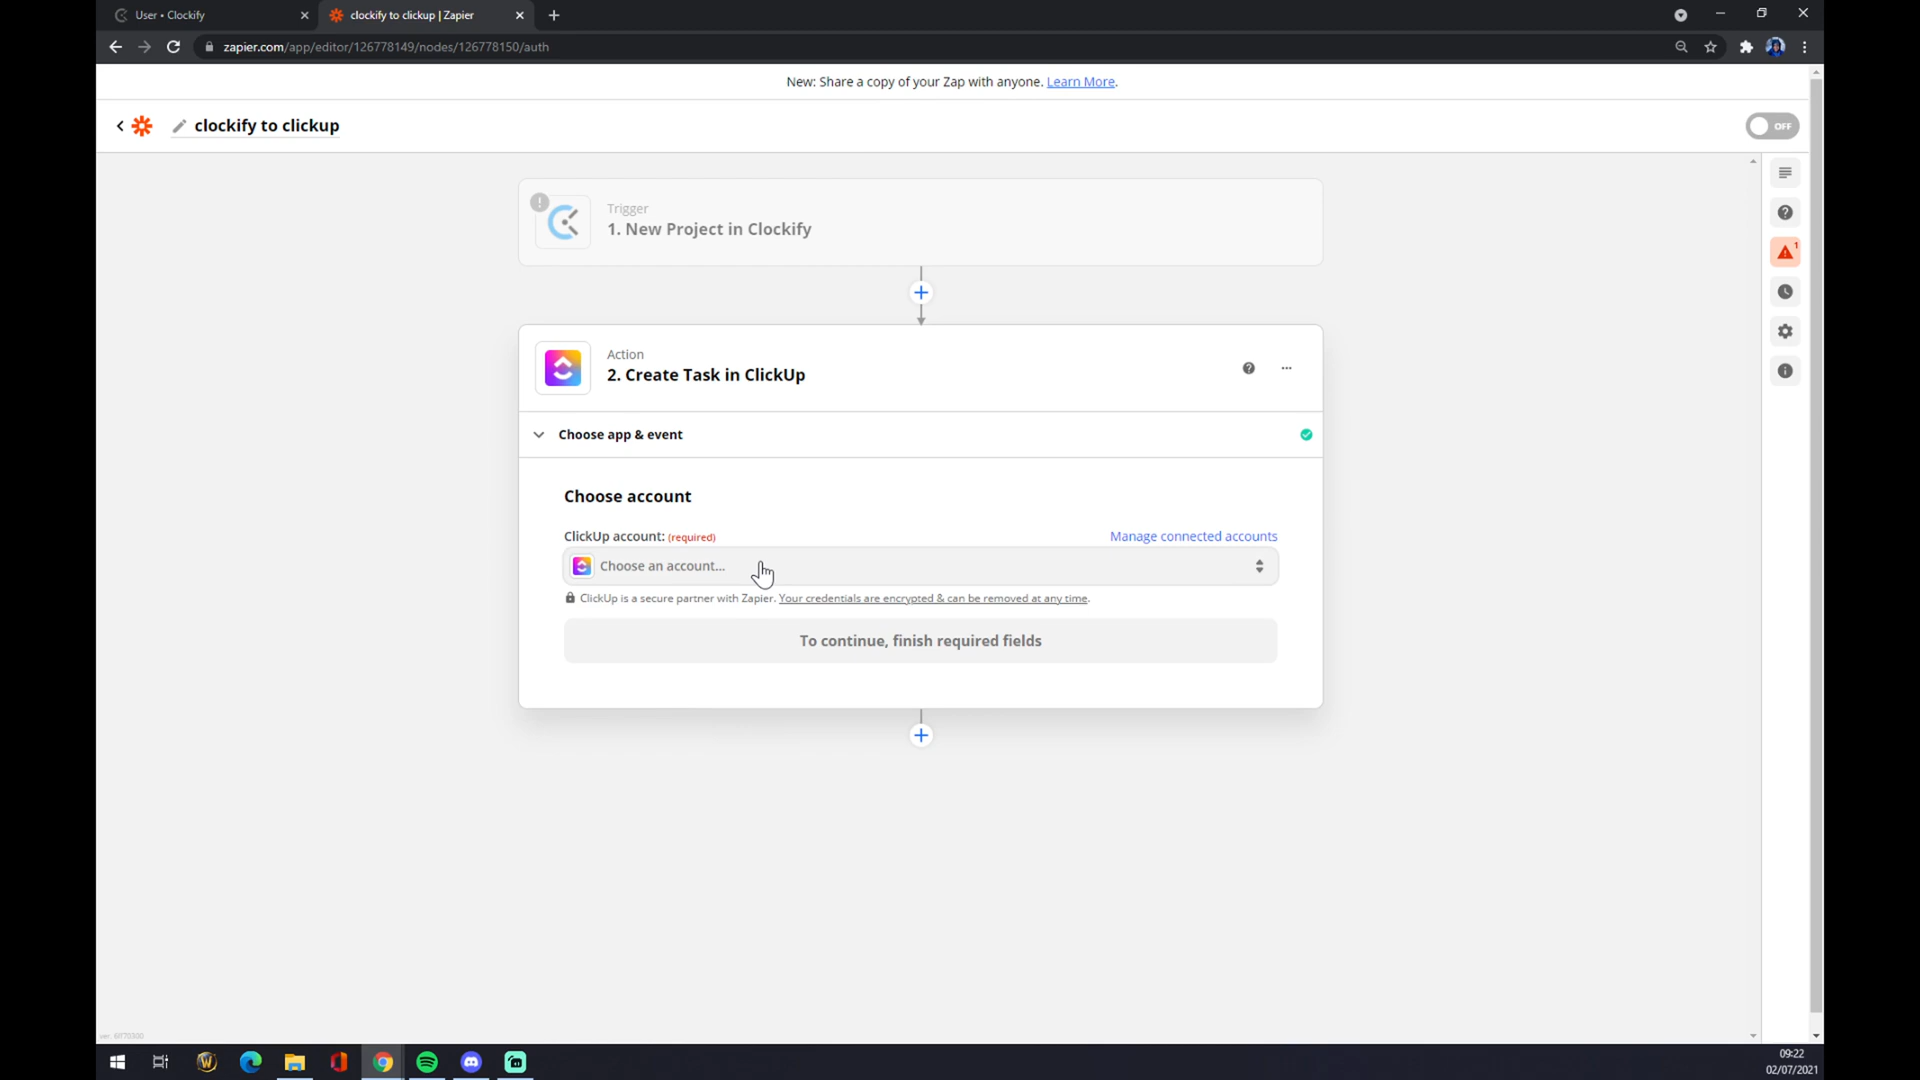 User • Clockify
clockify to clickup | Zapier
zapier.com/app/editor/126778149/nodes/126778150/auth
New: Share a copy of your Zap with anyone. Learn More.
clockify to clickup
OFF
Trigger
1. New Project in Clockify
1
Action
2. Create Task in ClickUp
Choose app & event
Choose account
ClickUp account: (required)
Manage connected accounts
Choose an account...
ClickUp is a secure partner with Zapier. Your credentials are encrypted & can be removed at any time.
To continue, finish required fields
09:22
02/07/2021